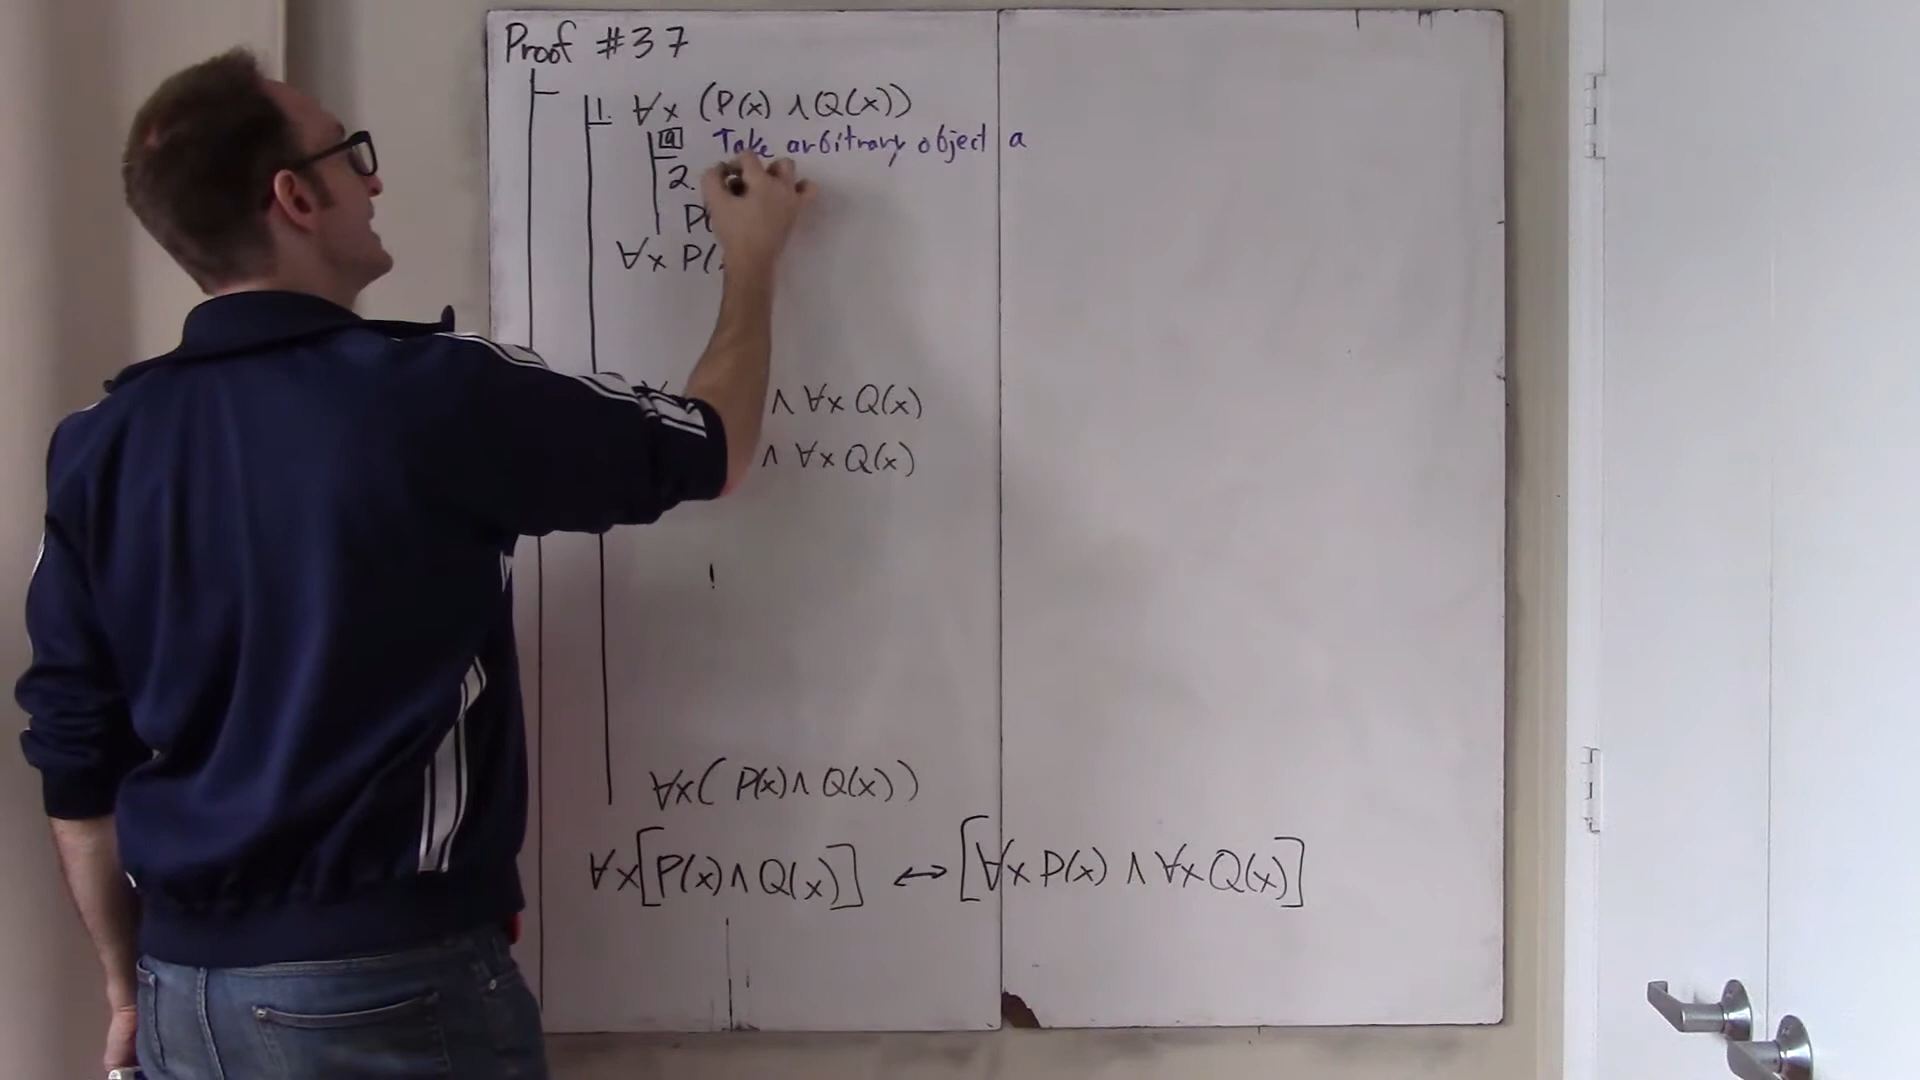 Proof #37
1. ∀x (P(x) ∧ Q(x))
a Take arbitrary object a
2.
P(
∀x P(
∧ ∀x Q(x)
∧ ∀x Q(x)
∀x( P(x) ∧ Q(x))
∀x[P(x) ∧ Q(x)] ↔ [∀x P(x) ∧ ∀x Q(x)]